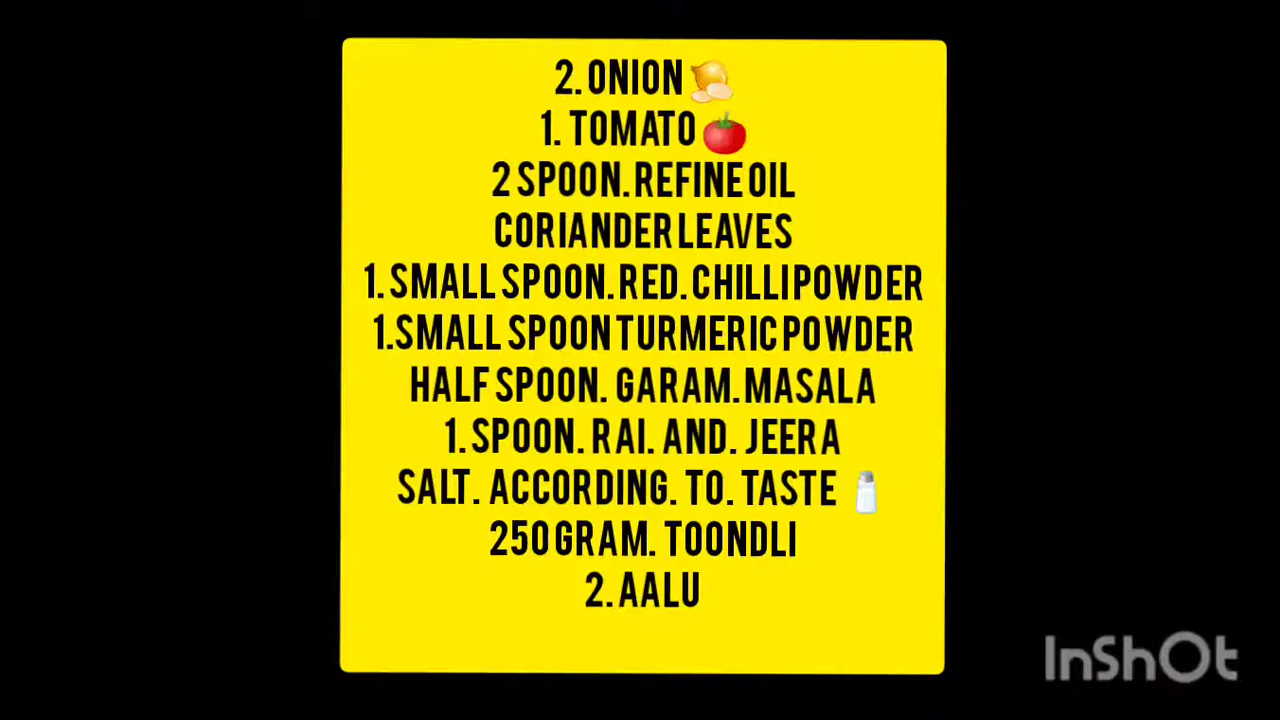 2. ONION
1. TOMATO
2 SPOON. REFINE OIL
CORIANDER LEAVES
1. SMALL SPOON. RED. CHILLI POWDER
1.SMALL SPOON TURMERIC POWDER
HALF SPOON. GARAM. MASALA
1. SPOON. RAI. AND. JEERA
SALT. ACCORDING. TO. TASTE
250 GRAM. TOONDLI
2. AALU
InShOt